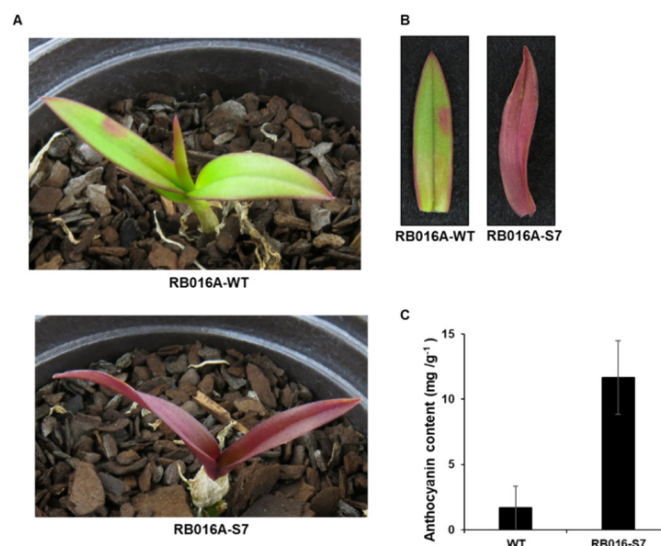 A
RB016A-WT
RB016A-S7
B
RB016A-WT RB016A-S7
C
Anthocyanin content (mg /g⁻¹)
15
10
5
0
WT RB016-S7